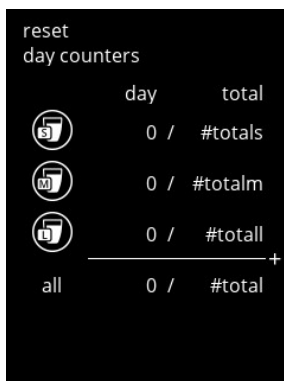 reset
day counters
day total
S 0 / #totals
M 0 / #totalm
L 0 / #totall
+
all 0 / #total